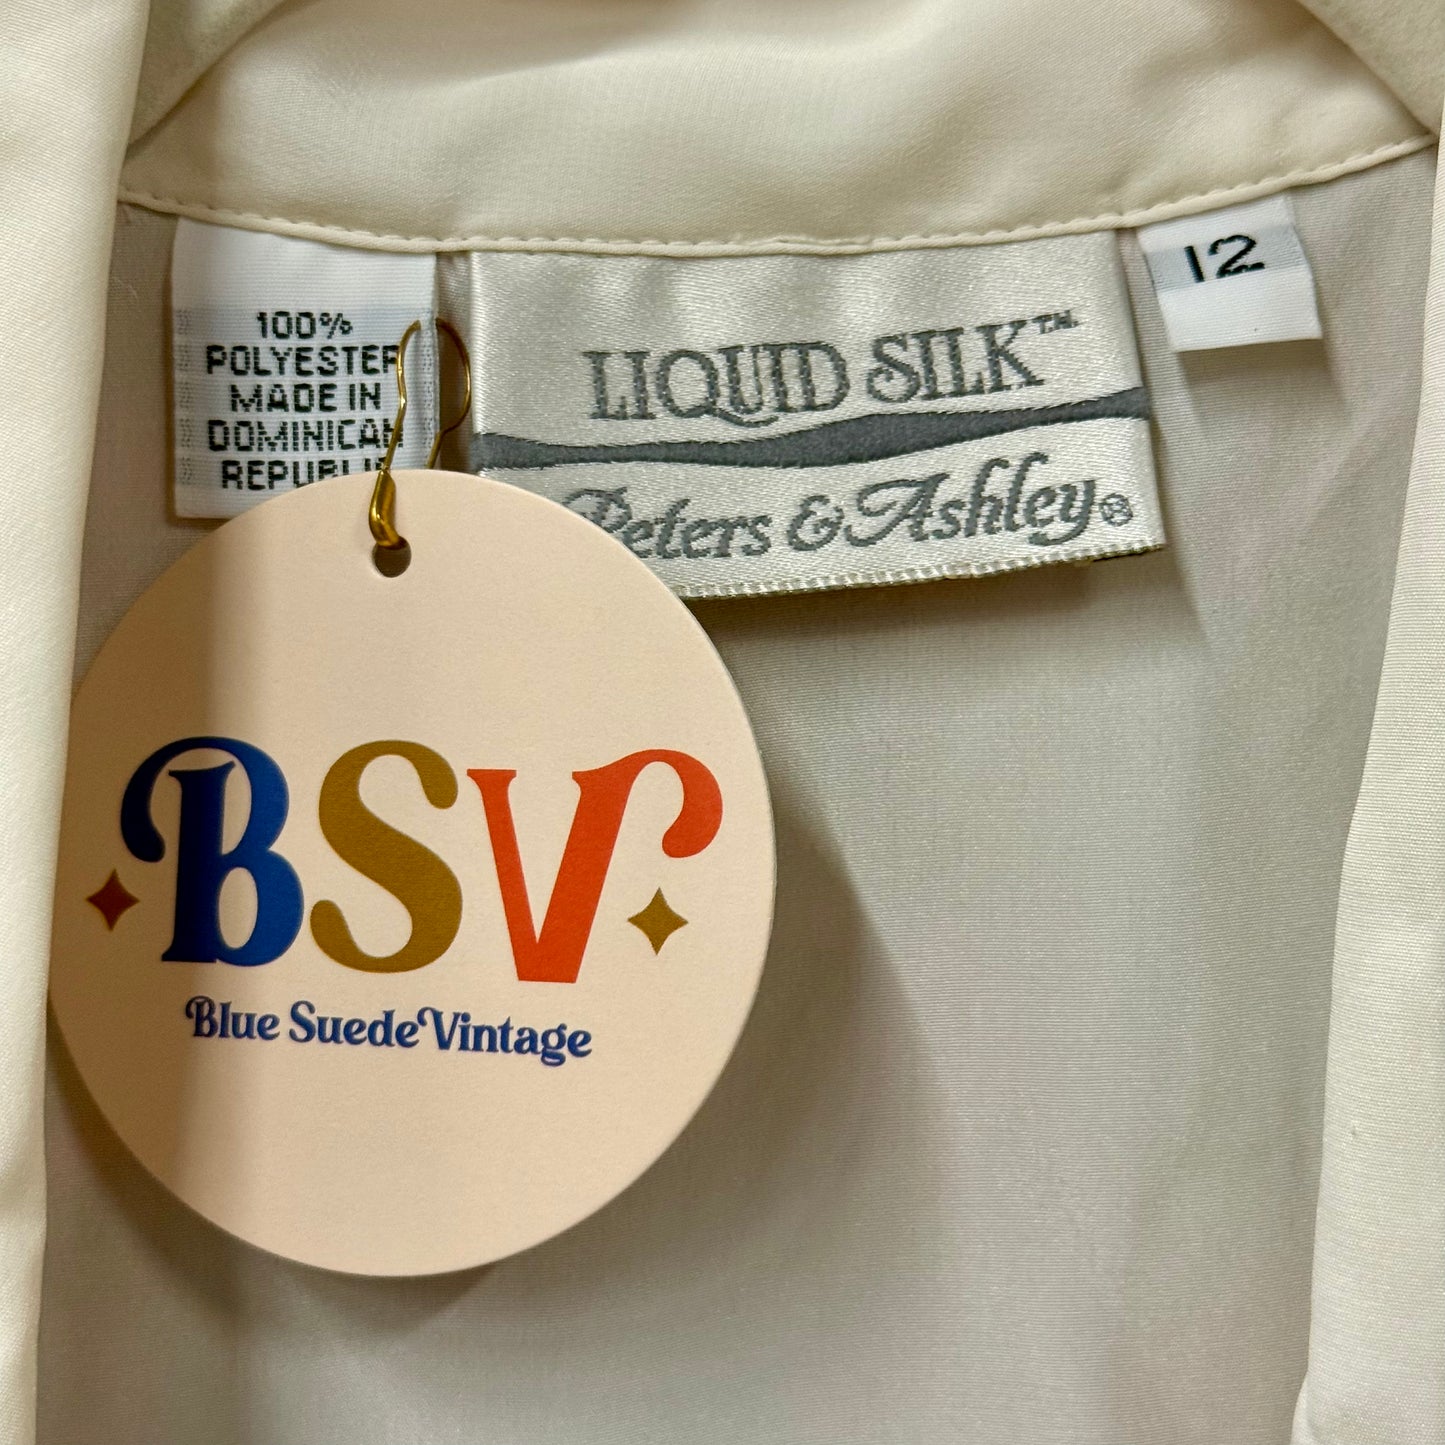 100%
POLYESTER
MADE IN
DOMINICAN
REPUBLIC
LIQUID SILK™
Peters & Ashley®
12
BSV
Blue Suede Vintage